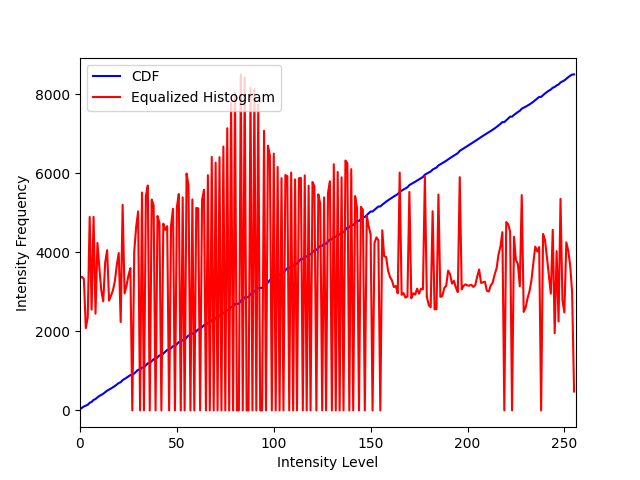 CDF
Equalized Histogram
Intensity Frequency
8000
6000
4000
2000
0
0 50 100 150 200 250
Intensity Level